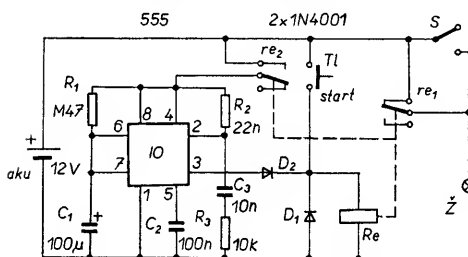 555 2x1N4001
re2 Tl S
R1 8 4 R2 start re1
M47 6 2 22n
+ IO
12V 7 3 D2
aku 1 5 C3 Ž
C1 + C2 R3 10n D1 Re
100µ 100n 10k